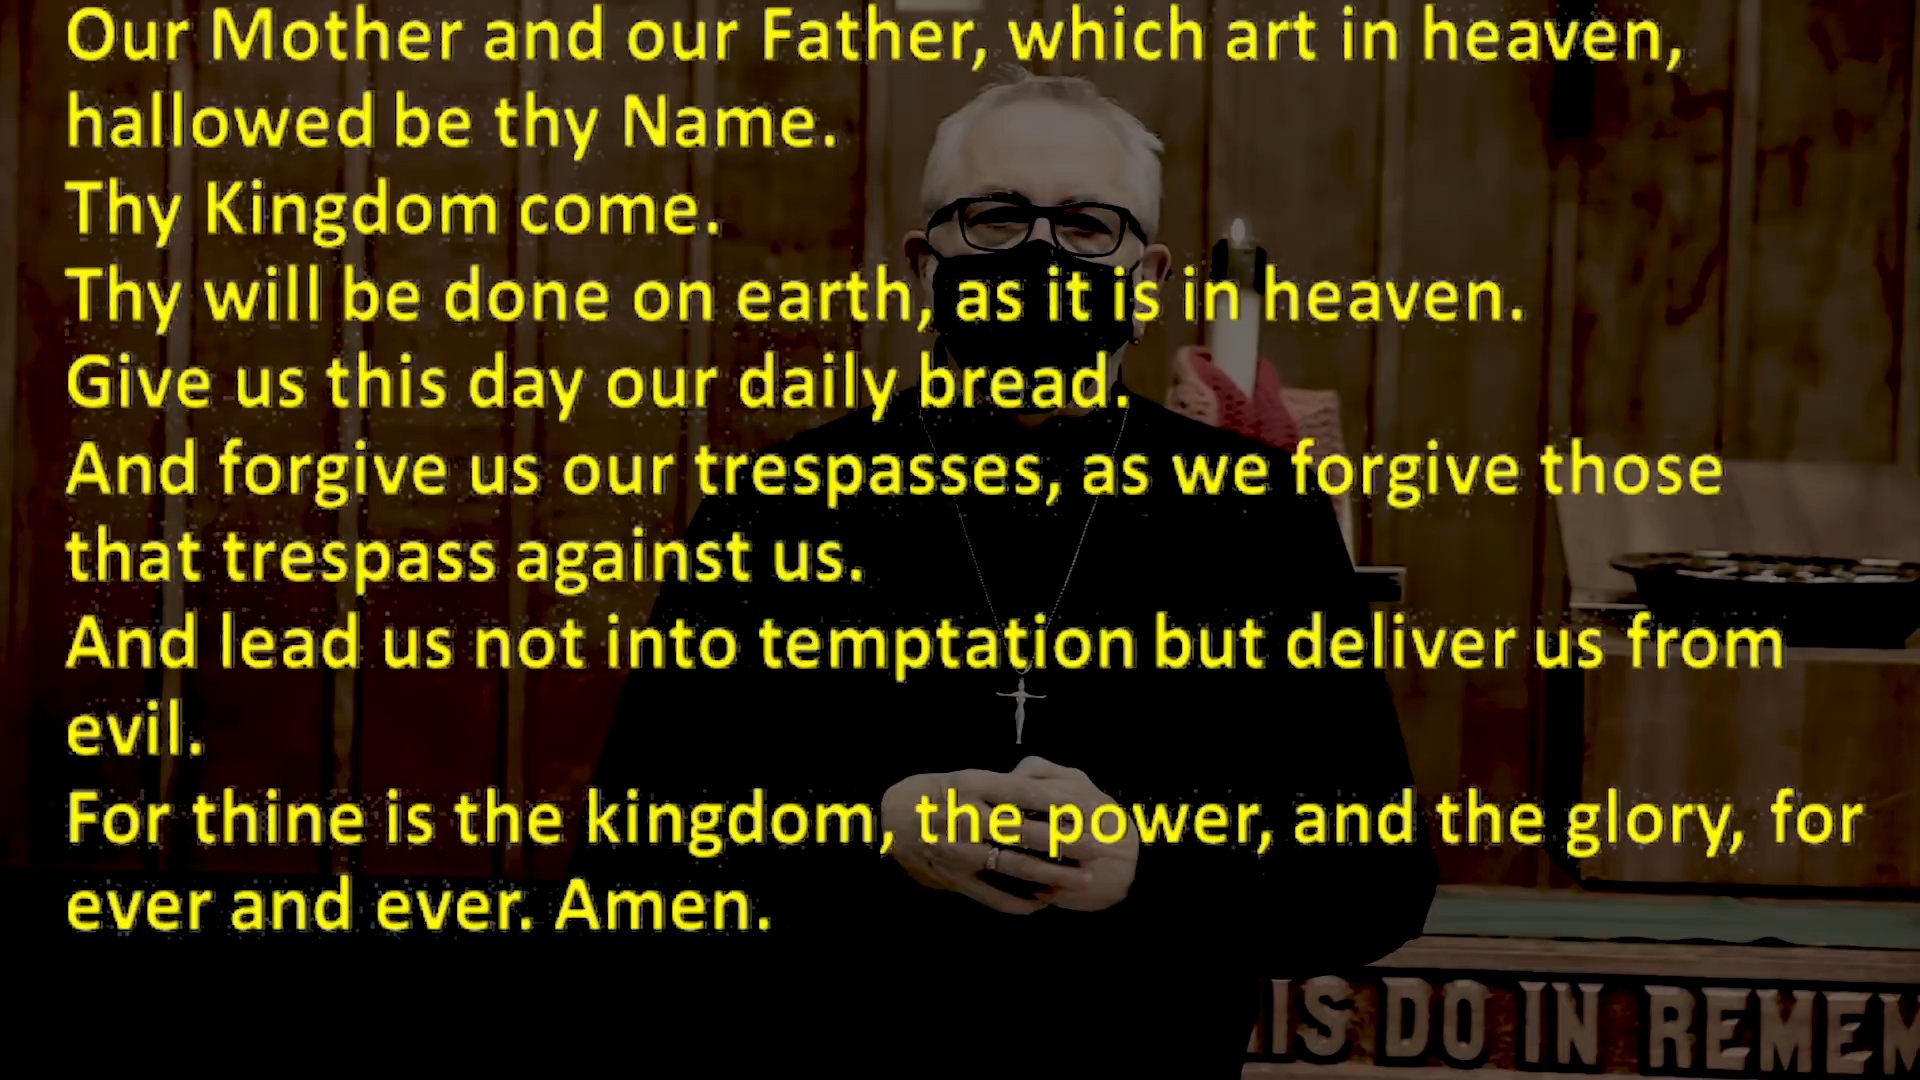 Our Mother and our Father, which art in heaven,
hallowed be thy Name.
Thy Kingdom come.
Thy will be done on earth, as it is in heaven.
Give us this day our daily bread.
And forgive us our trespasses, as we forgive those
that trespass against us.
And lead us not into temptation but deliver us from
evil.
For thine is the kingdom, the power, and the glory, for
ever and ever. Amen.
IS DO IN REMEM